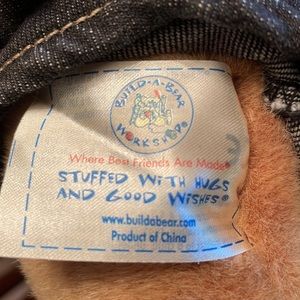 BUILD-A-BEAR
WORKSHOP®
Where Best Friends Are Made®
STUFFED WITH HUGS
AND GOOD WISHES®
www.buildabear.com
Product of China